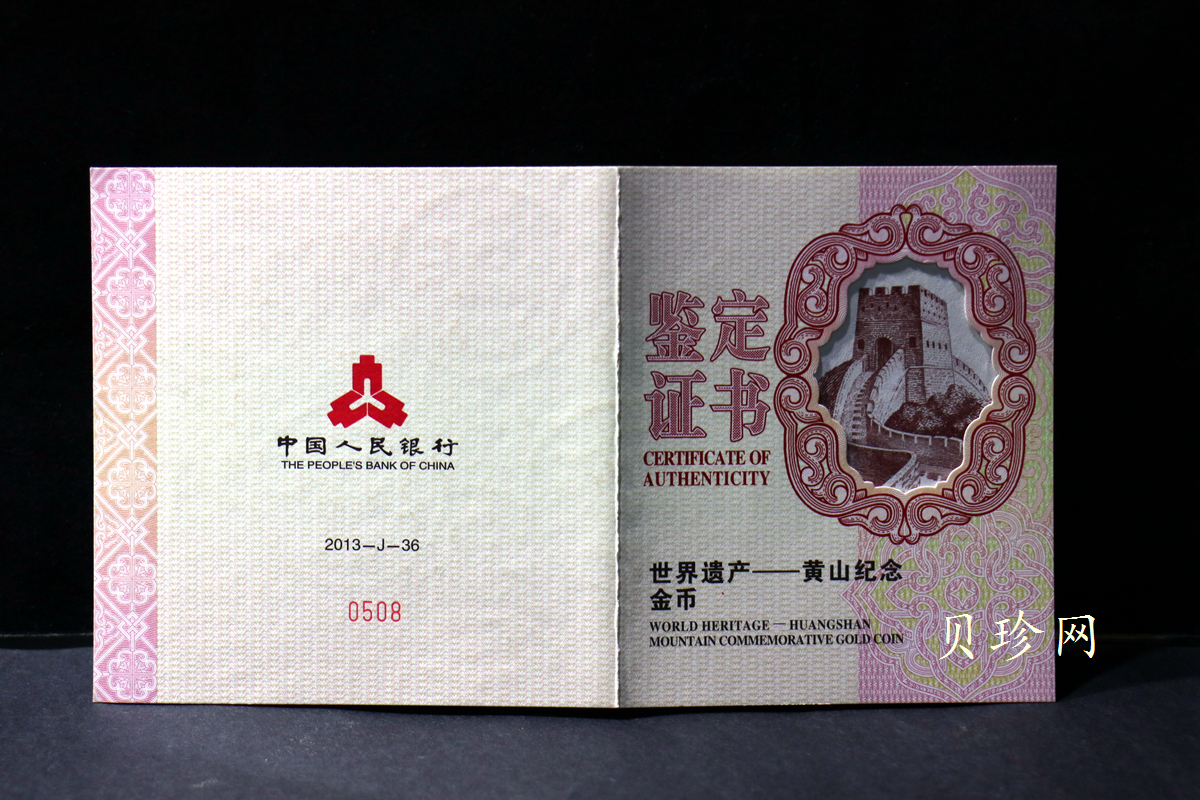 中国人民银行
THE PEOPLE'S BANK OF CHINA
2013—J—36
0508
鉴定
证书
CERTIFICATE OF
AUTHENTICITY
世界遗产——黄山纪念
金币
WORLD HERITAGE — HUANGSHAN
MOUNTAIN COMMEMORATIVE GOLD COIN
贝珍网